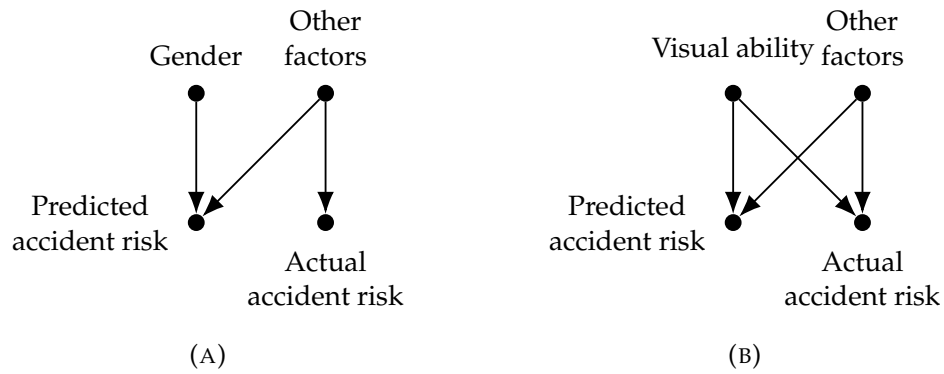 Gender
Other
factors
Predicted
accident risk
Actual
accident risk
(A)
Visual ability
Other
factors
Predicted
accident risk
Actual
accident risk
(B)